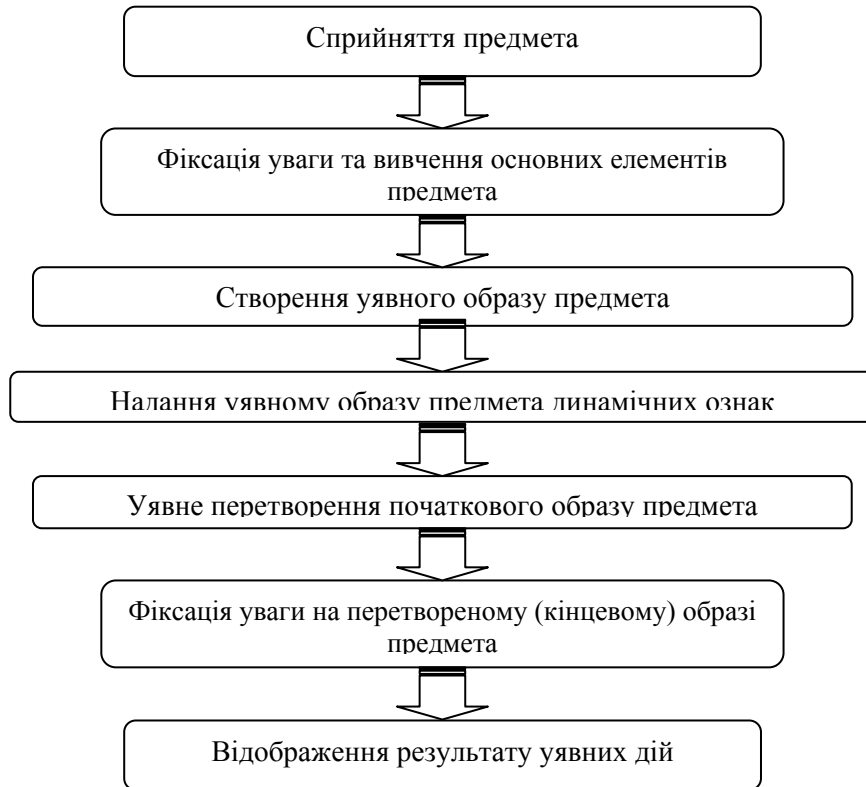 Сприйняття предмета
Фіксація уваги та вивчення основних елементів
предмета
Створення уявного образу предмета
Надання уявному образу предмета динамічних ознак
Уявне перетворення початкового образу предмета
Фіксація уваги на перетвореному (кінцевому) образі
предмета
Відображення результату уявних дій